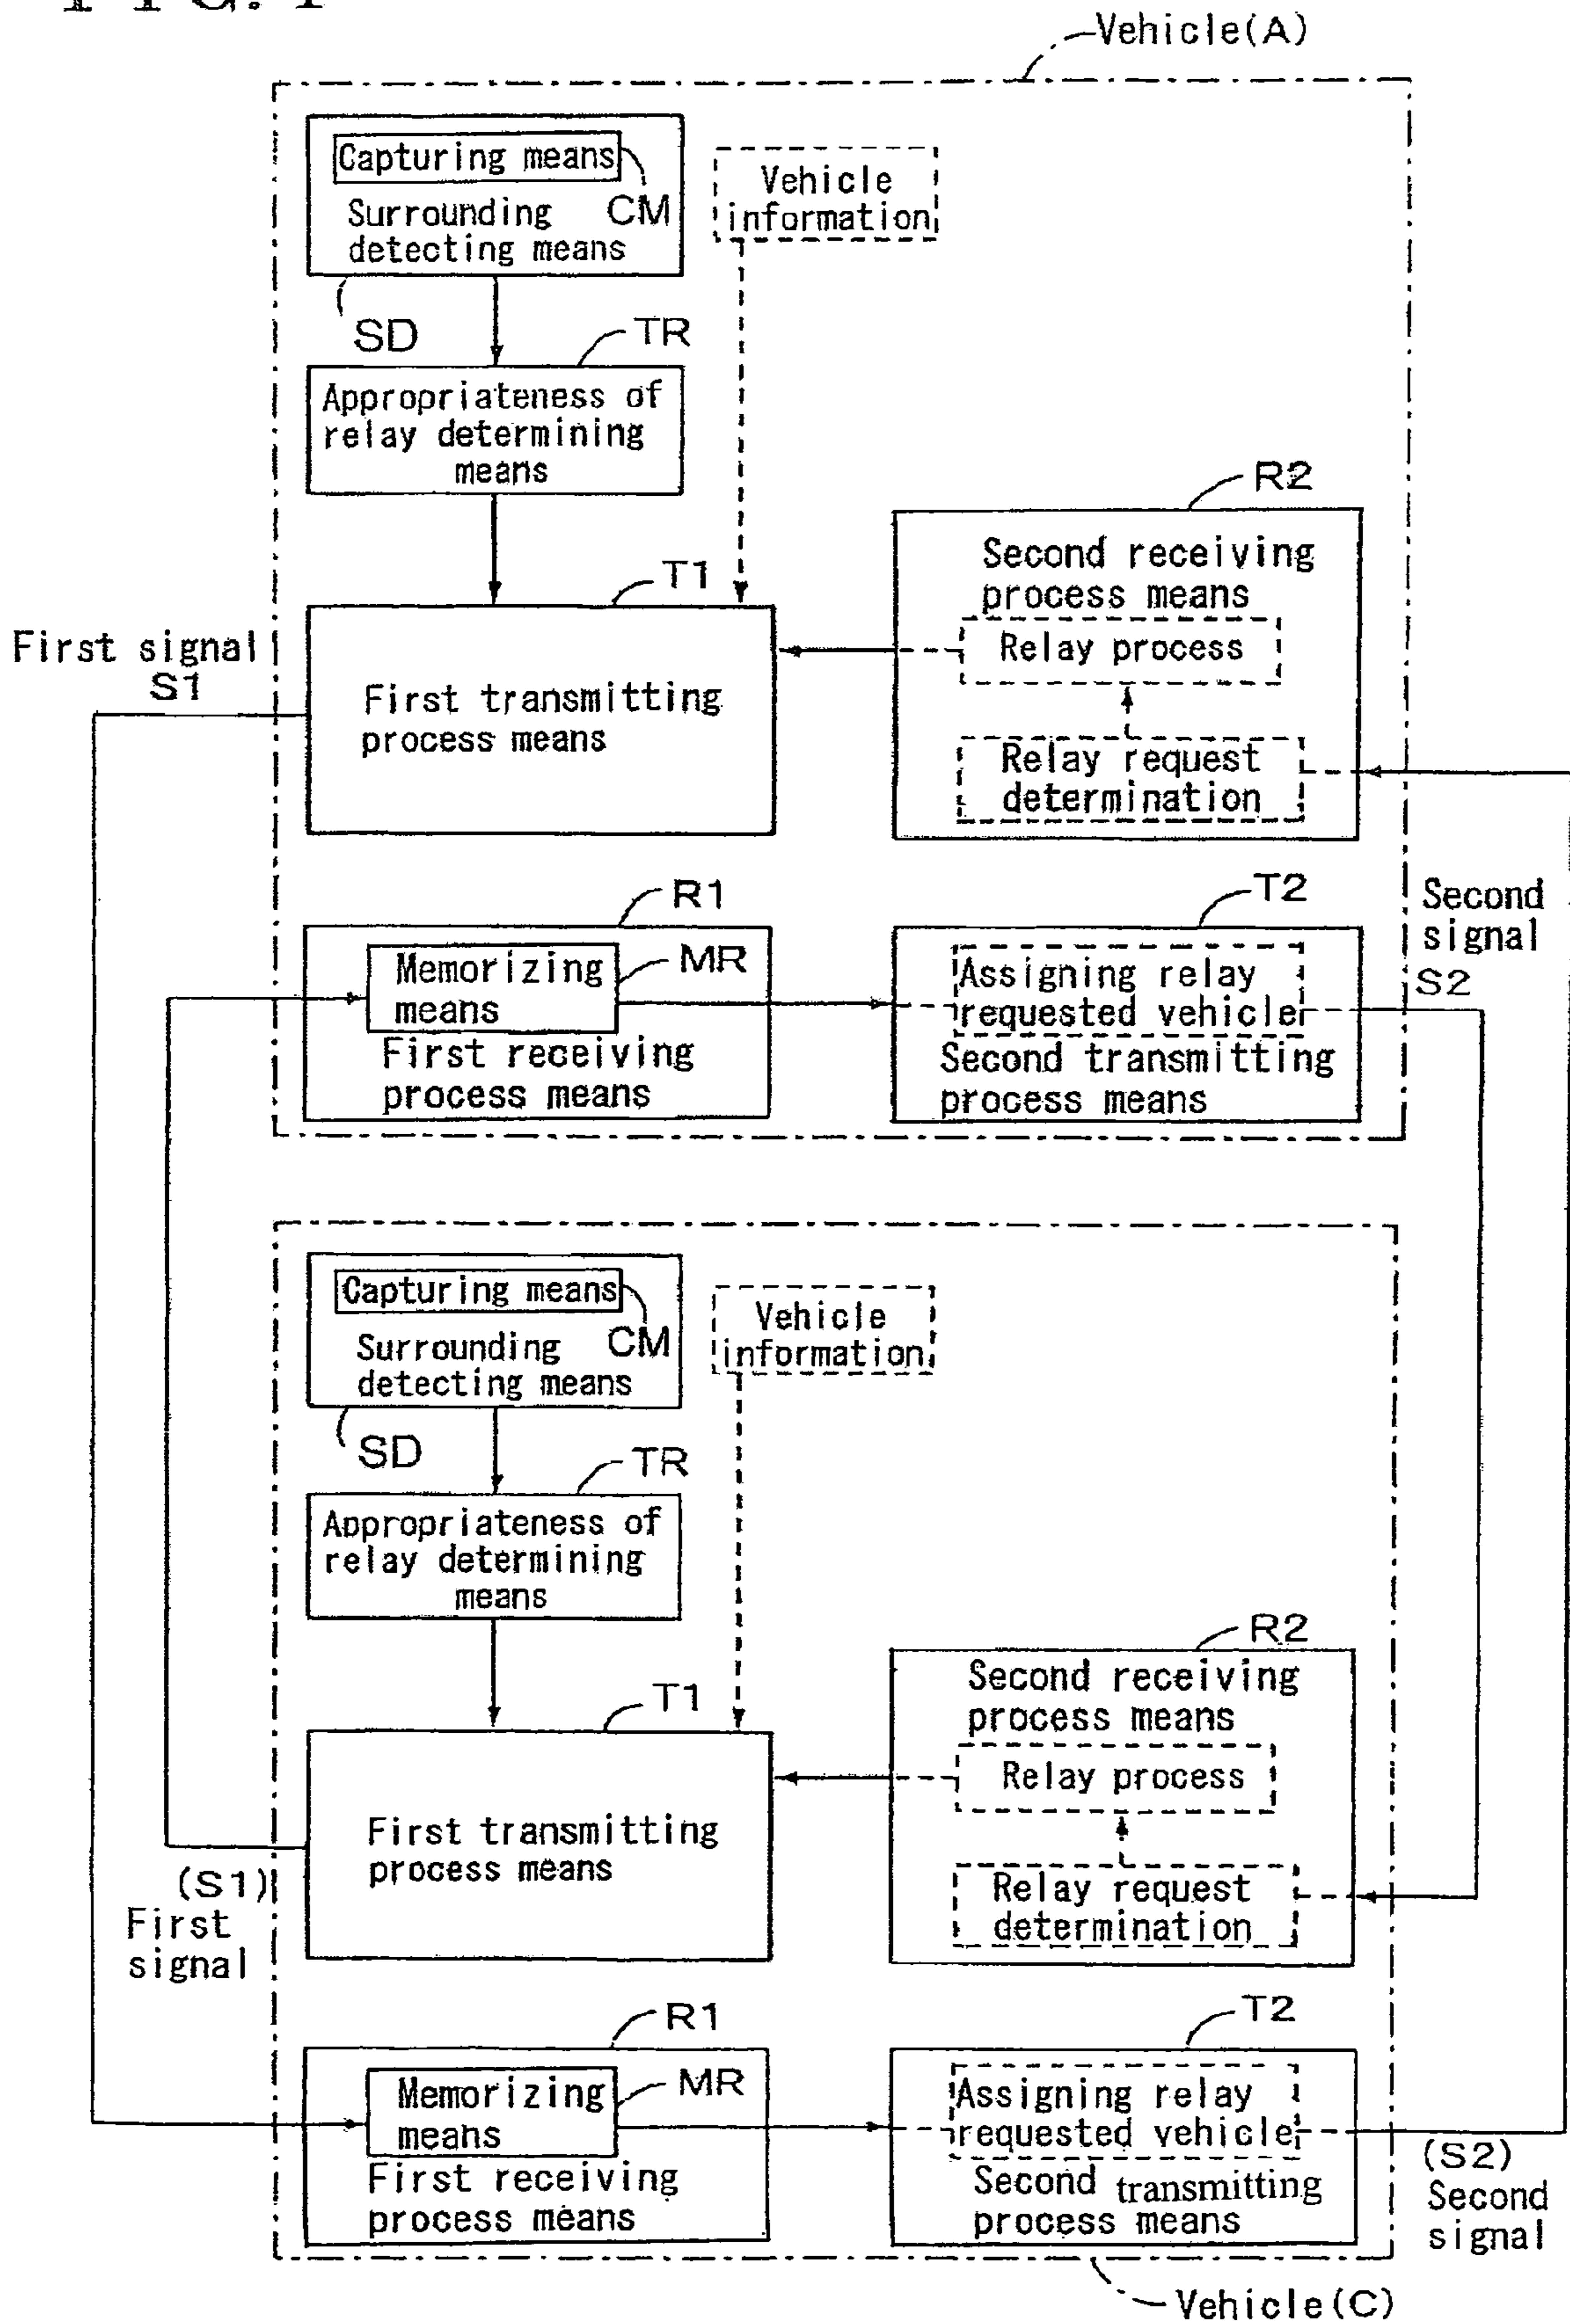 FIG. 1
Vehicle(A)
Capturing means
CM
Surrounding
detecting means
Vehicle
information
SD
TR
Appropriateness of
relay determining
means
R2
Second receiving
process means
T1
First signal
S1
Relay process
First transmitting
process means
Relay request
determination
R1
T2
Second
signal
S2
Memorizing
means
MR
Assigning relay
requested vehicle
First receiving
process means
Second transmitting
process means
Capturing means
CM
Surrounding
detecting means
Vehicle
information
SD
TR
Appropriateness of
relay determining
means
R2
Second receiving
process means
T1
Relay process
First transmitting
process means
(S1)
First
signal
Relay request
determination
R1
T2
Memorizing
means
MR
Assigning relay
requested vehicle
First receiving
process means
Second transmitting
process means
(S2)
Second
signal
Vehicle(C)